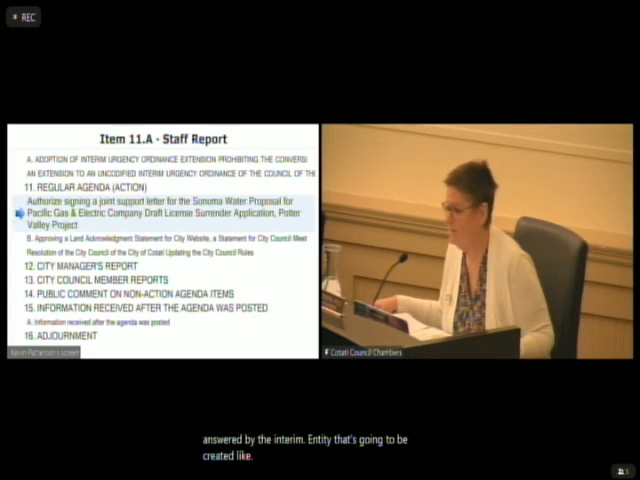 REC
Item 11.A - Staff Report
A. ADOPTION OF INTERIM URGENCY ORDINANCE EXTENSION PROHIBITING THE CONVERSI
AN EXTENSION TO AN UNCODIFIED INTERIM URGENCY ORDINANCE OF THE COUNCIL OF THE
11. REGULAR AGENDA (ACTION)
Authorize signing a joint support letter for the Sonoma Water Proposal for
Pacific Gas & Electric Company Draft License Surrender Application, Potter
Valley Project
B. Approving a Land Acknowledgment Statement for City Website, a Statement for City Council Meet
Resolution of the City Council of the City of Cotati Updating the City Council Rules
12. CITY MANAGER'S REPORT
13. CITY COUNCIL MEMBER REPORTS
14. PUBLIC COMMENT ON NON-ACTION AGENDA ITEMS
15. INFORMATION RECEIVED AFTER THE AGENDA WAS POSTED
A. Information received after the agenda was posted
16. ADJOURNMENT
Kevin Patterson's screen
Cotati Council Chambers
answered by the interim. Entity that's going to be
created like.